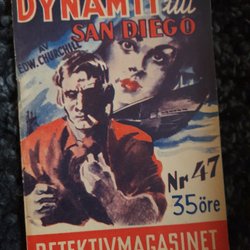 DYNAMIT till
SAN DIEGO
AV
EDW. CHURCHILL
Nr 47
35 öre
DETEKTIVMAGASINET